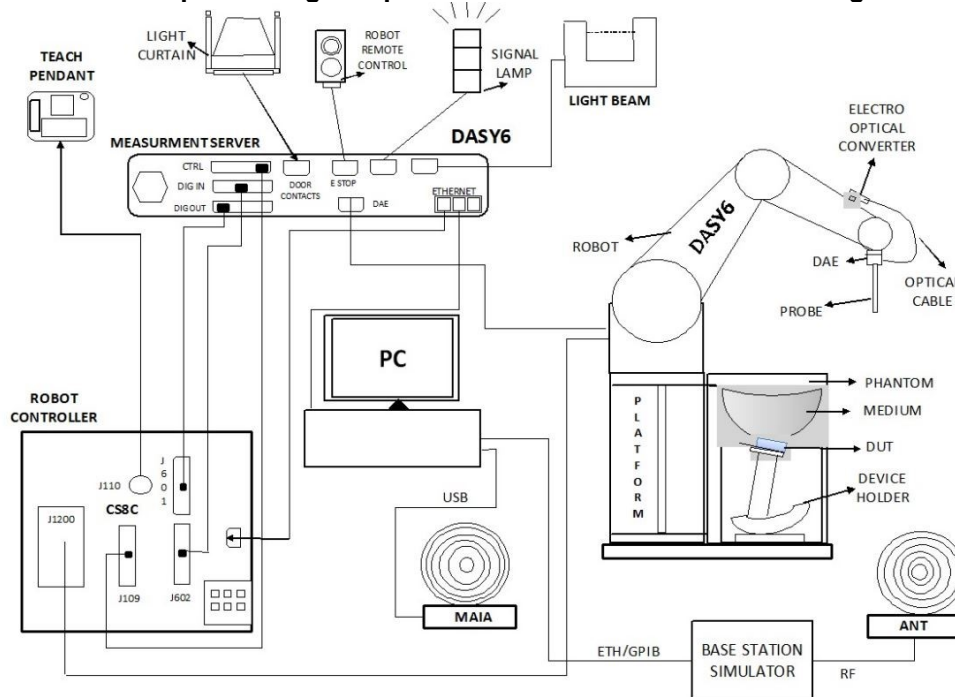 LIGHT
CURTAIN
ROBOT
REMOTE
CONTROL
SIGNAL
LAMP
LIGHT BEAM
TEACH
PENDANT
ELECTRO
OPTICAL
CONVERTER
MEASURMENT SERVER
DASY6
CTRL
DIG IN
DIG OUT
DOOR
CONTACTS
E STOP
DAE
ETHERNET
ROBOT
DASY6
DAE
OPTICAL
CABLE
PROBE
PC
PLATFORM
PHANTOM
MEDIUM
DUT
DEVICE
HOLDER
ROBOT
CONTROLLER
J110
J601
CS8C
J1200
J109
J602
USB
MAIA
ETH/GPIB
BASE STATION
SIMULATOR
RF
ANT